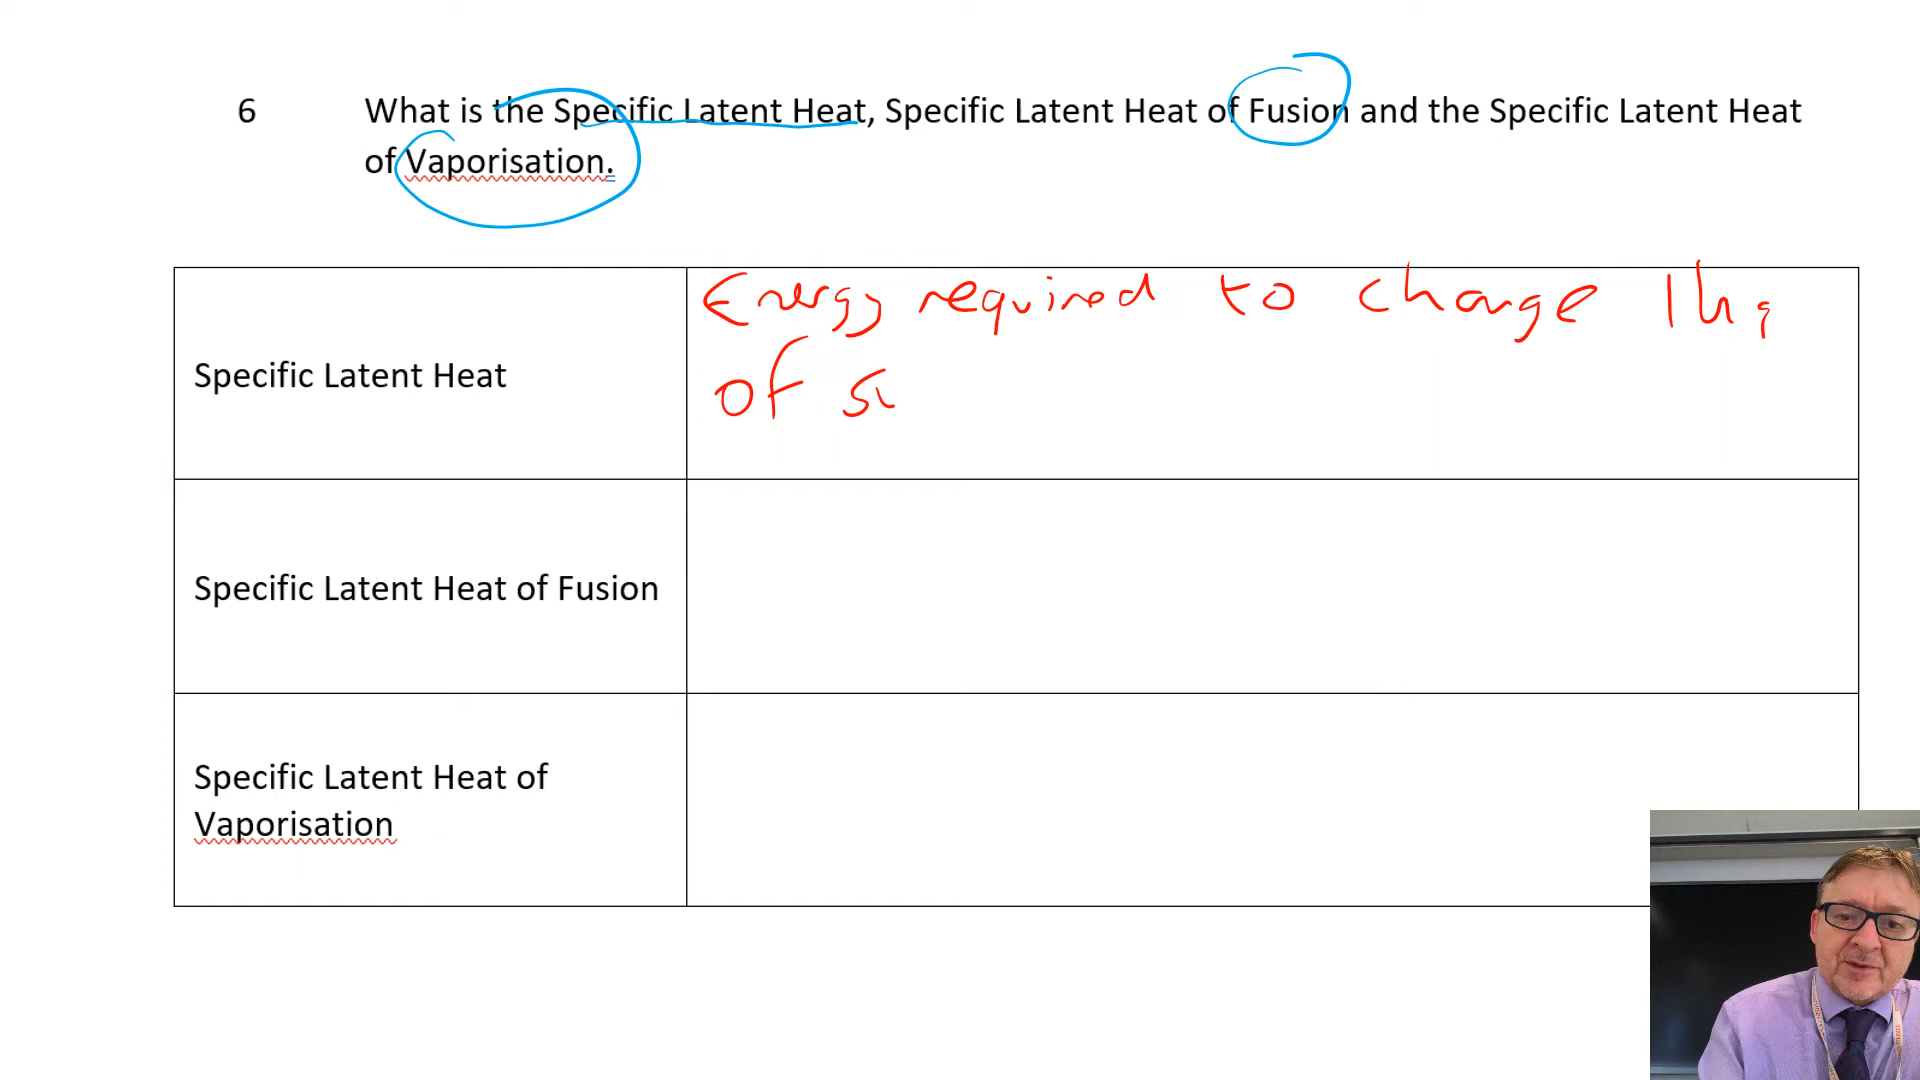 6 What is the Specific Latent Heat, Specific Latent Heat of Fusion and the Specific Latent Heat
of Vaporisation.
Energy required to change 1kg
of
Specific Latent Heat
Specific Latent Heat of Fusion
Specific Latent Heat of
Vaporisation